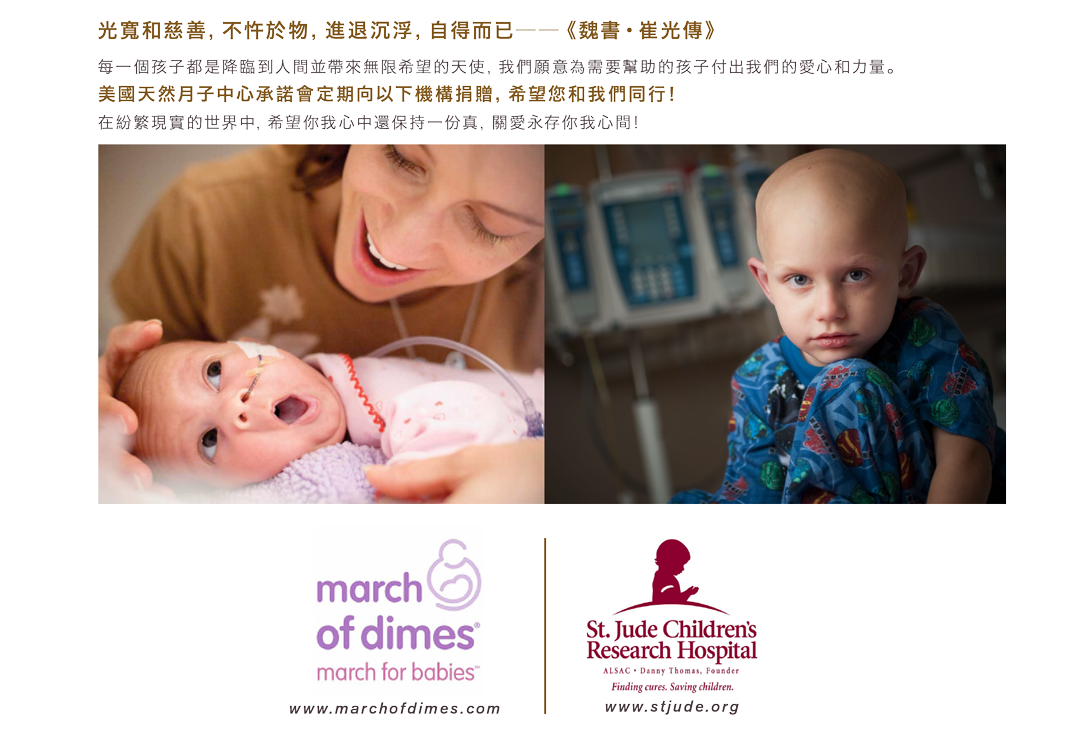 光寬和慈善, 不忤於物, 進退沉浮, 自得而已——《魏書·崔光傳》
每一個孩子都是降臨到人間並帶來無限希望的天使, 我們願意為需要幫助的孩子付出我們的愛心和力量。
美國天然月子中心承諾會定期向以下機構捐贈, 希望您和我們同行!
在紛繁現實的世界中, 希望你我心中還保持一份真, 關愛永存你我心間!
march
of dimes®
march for babies™
www.marchofdimes.com
St. Jude Children's
Research Hospital
ALSAC • Danny Thomas, Founder
Finding cures. Saving children.
www.stjude.org